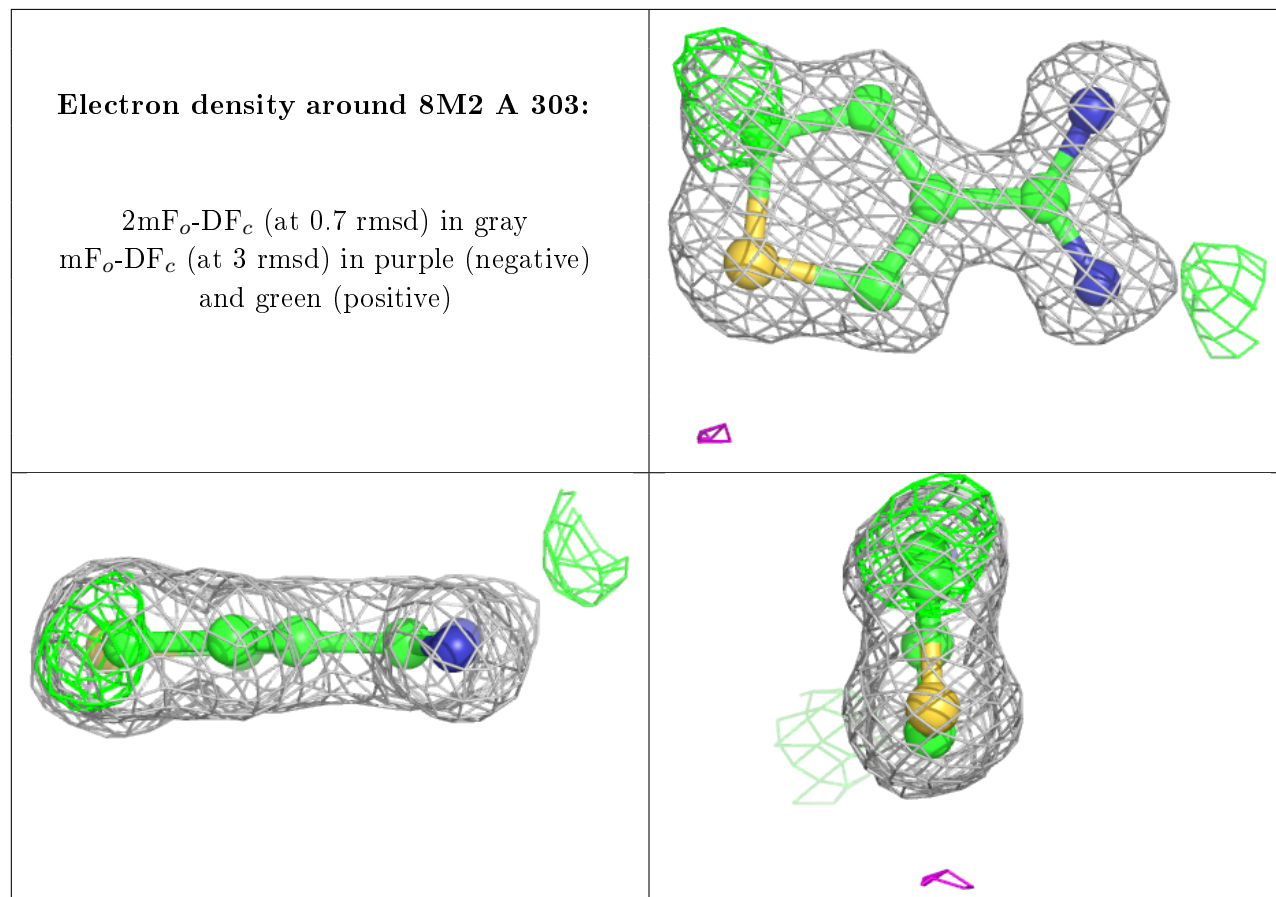 Electron density around 8M2 A 303:
2mFo-DFc (at 0.7 rmsd) in gray
mFo-DFc (at 3 rmsd) in purple (negative)
and green (positive)